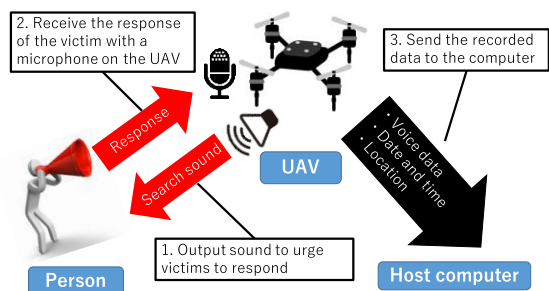 2. Receive the response
of the victim with a
microphone on the UAV
3. Send the recorded
data to the computer
Response
Search sound
UAV
• Voice data
• Date and time
• Location
1. Output sound to urge
victims to respond
Person
Host computer